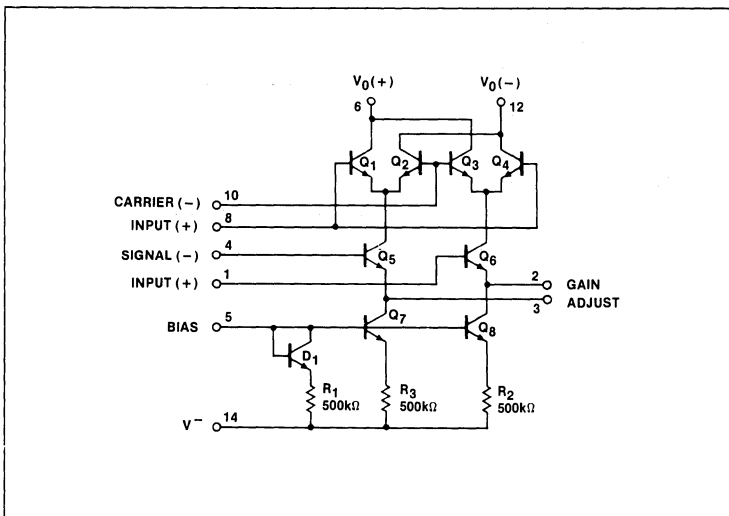 V0(+) V0(-)
6 12
Q1 Q2 Q3 Q4
CARRIER (-) 10
INPUT (+) 8
SIGNAL (-) 4 Q5 Q6
INPUT (+) 1
2 GAIN
3 ADJUST
BIAS 5 Q7 Q8
D1
R1 500kΩ R3 500kΩ R2 500kΩ
V- 14